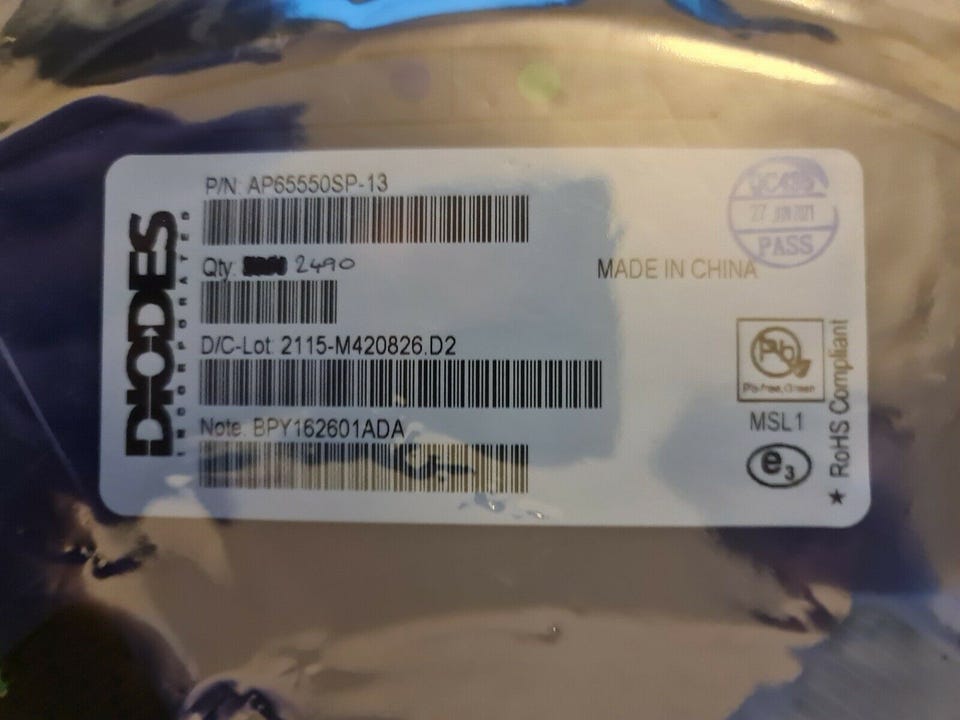 DIODES
INCORPORATED
P/N: AP65550SP-13
Qty: 2490
D/C-Lot: 2115-M420826.D2
Note: BPY162601ADA
27 JUN 2021
PASS
MADE IN CHINA
Pb
Pb-free, Green
MSL1
e3
★ RoHS Compliant